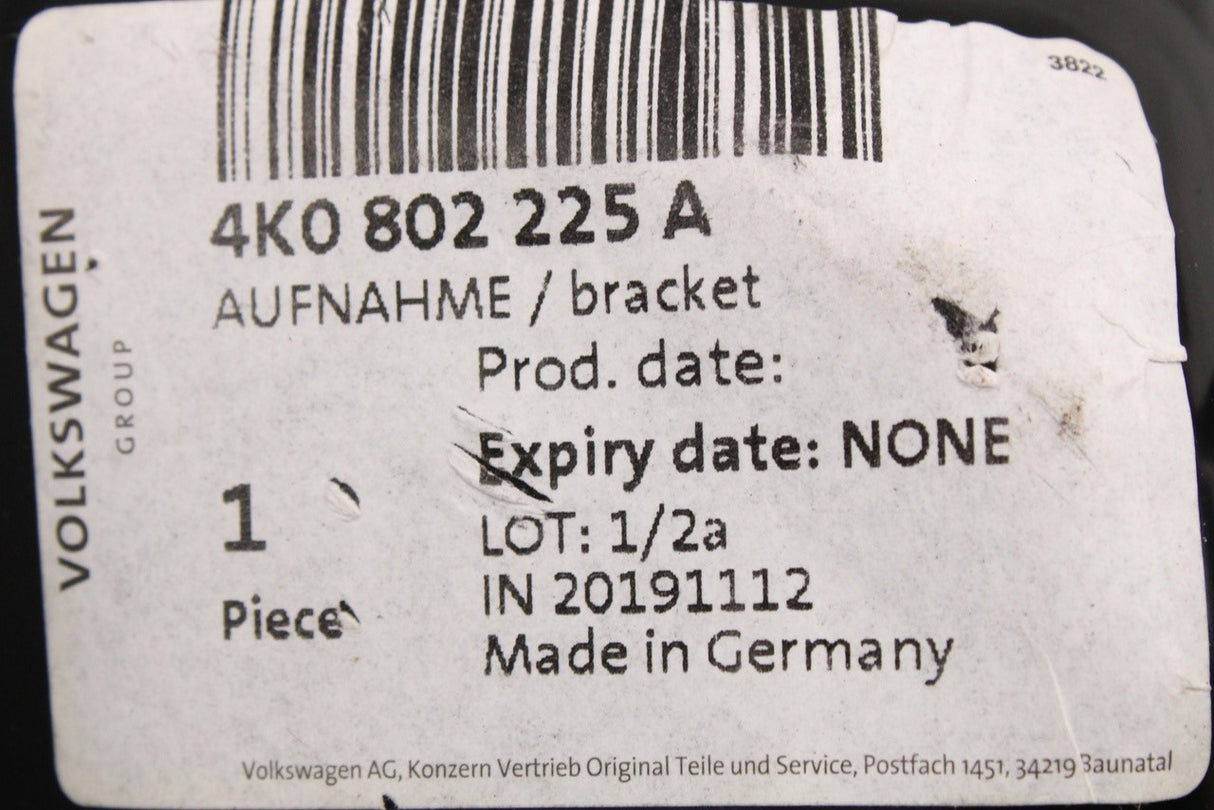 3822
4K0 802 225 A
AUFNAHME / bracket
Prod. date:
Expiry date: NONE
1
LOT: 1/2a
IN 20191112
Piece
Made in Germany
VOLKSWAGEN
GROUP
Volkswagen AG, Konzern Vertrieb Original Teile und Service, Postfach 1451, 34219 Baunatal